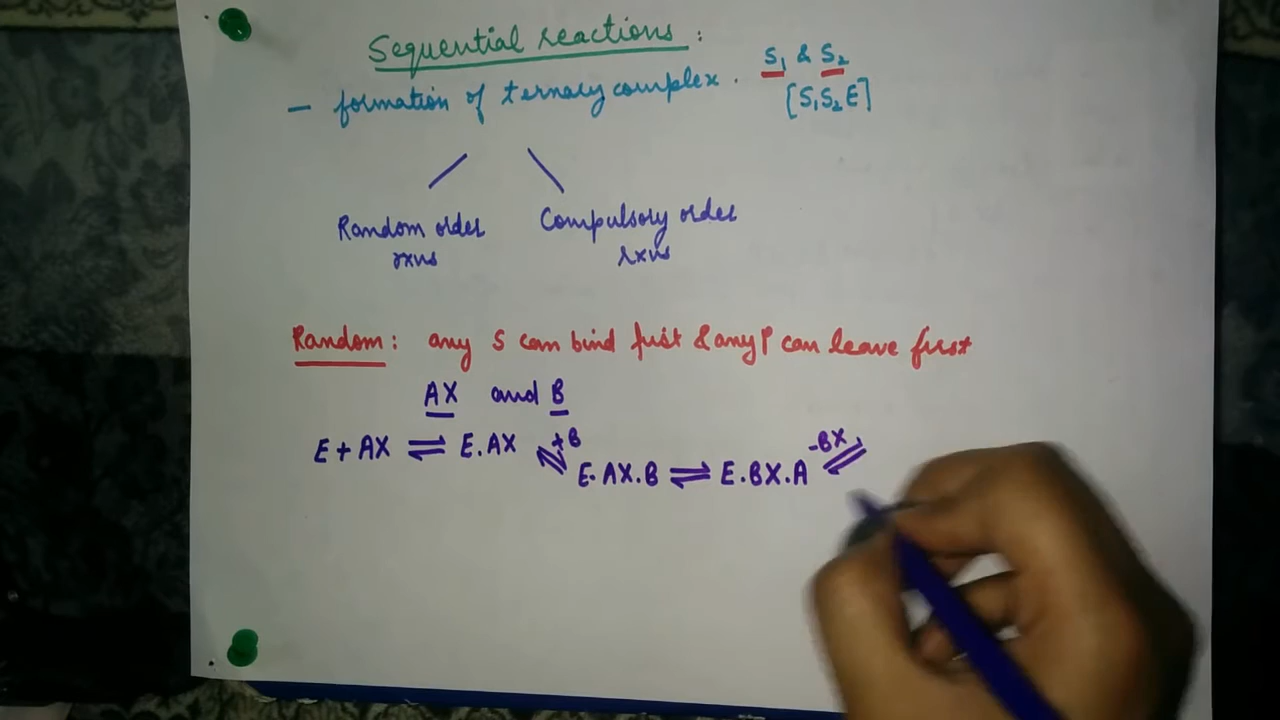 Sequential reactions :
S1 & S2
– formation of ternary complex .
[S1S2E]
Random order
rxns
Compulsory order
rxns
Random : any S can bind first & any P can leave first
AX and B
+B
-BX
E + AX ⇌ E.AX ⇌ E.AX.B ⇌ E.BX.A ⇌